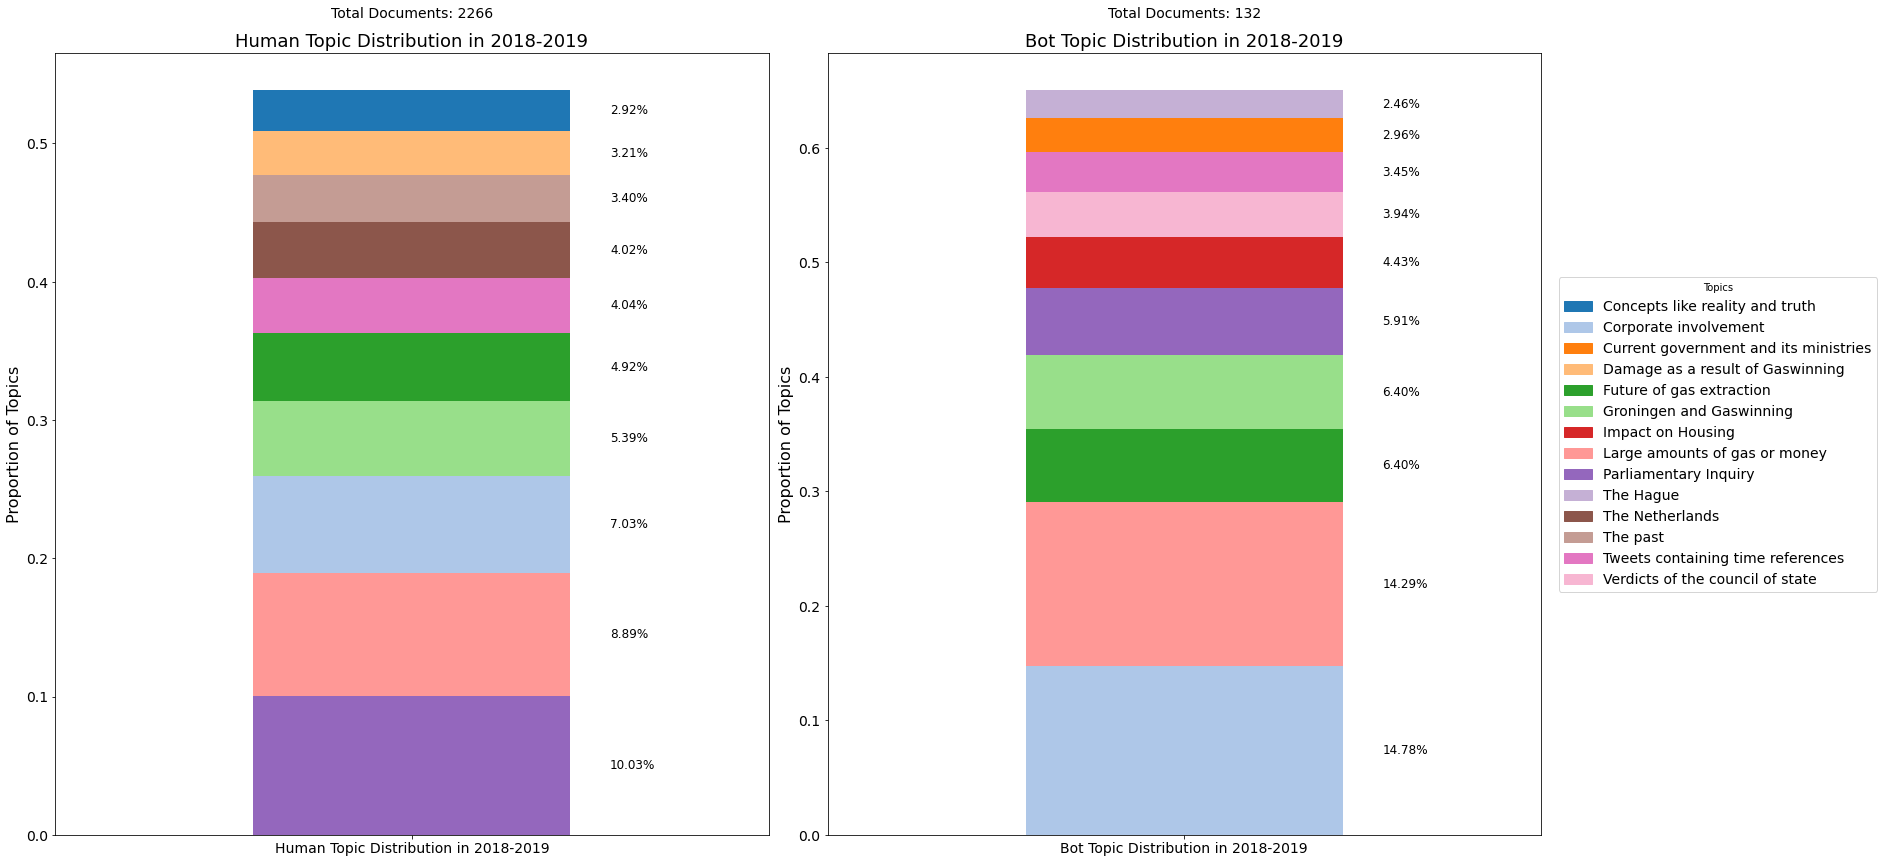 Total Documents: 2266
Human Topic Distribution in 2018-2019
Proportion of Topics
0.5
0.4
0.3
0.2
0.1
0.0
2.92%
3.21%
3.40%
4.02%
4.04%
4.92%
5.39%
7.03%
8.89%
10.03%
Human Topic Distribution in 2018-2019
Total Documents: 132
Bot Topic Distribution in 2018-2019
Proportion of Topics
0.6
0.5
0.4
0.3
0.2
0.1
0.0
2.46%
2.96%
3.45%
3.94%
4.43%
5.91%
6.40%
6.40%
14.29%
14.78%
Bot Topic Distribution in 2018-2019
Topics
Concepts like reality and truth
Corporate involvement
Current government and its ministries
Damage as a result of Gaswinning
Future of gas extraction
Groningen and Gaswinning
Impact on Housing
Large amounts of gas or money
Parliamentary Inquiry
The Hague
The Netherlands
The past
Tweets containing time references
Verdicts of the council of state